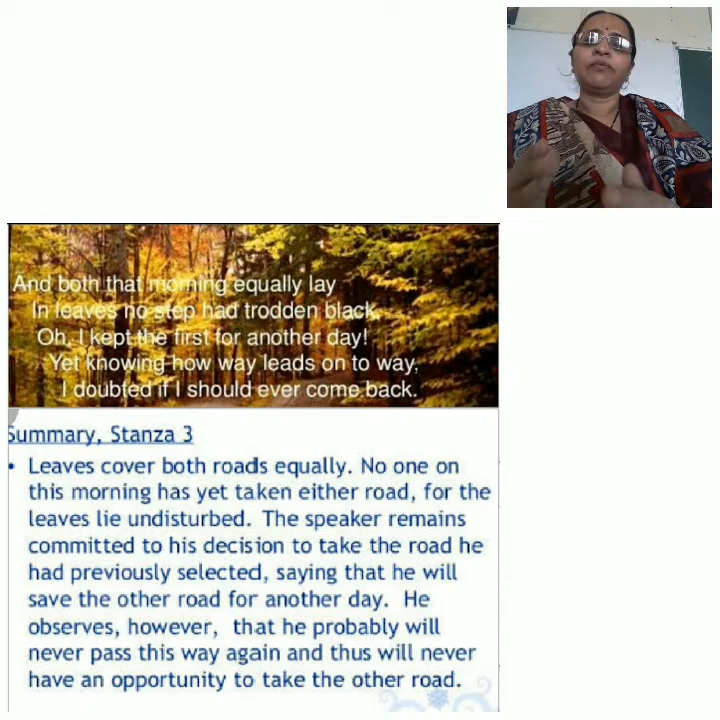 And both that morning equally lay
In leaves no step had trodden black.
Oh, I kept the first for another day!
Yet knowing how way leads on to way,
I doubted if I should ever come back.
Summary, Stanza 3
• Leaves cover both roads equally. No one on
this morning has yet taken either road, for the
leaves lie undisturbed. The speaker remains
committed to his decision to take the road he
had previously selected, saying that he will
save the other road for another day. He
observes, however, that he probably will
never pass this way again and thus will never
have an opportunity to take the other road.